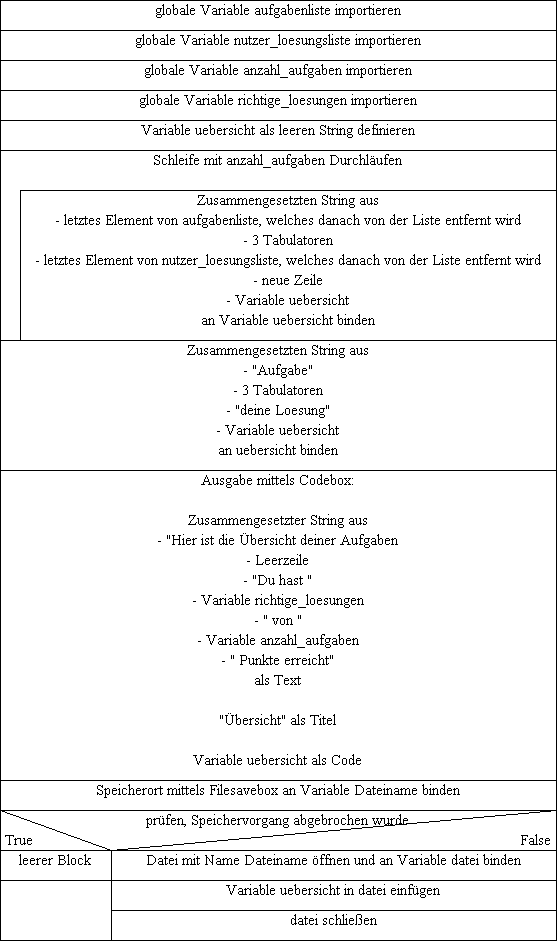 globale Variable aufgabenliste importieren
globale Variable nutzer_loesungsliste importieren
globale Variable anzahl_aufgaben importieren
globale Variable richtige_loesungen importieren
Variable uebersicht als leeren String definieren
Schleife mit anzahl_aufgaben Durchläufen
Zusammengesetzten String aus
- letztes Element von aufgabenliste, welches danach von der Liste entfernt wird
- 3 Tabulatoren
- letztes Element von nutzer_loesungsliste, welches danach von der Liste entfernt wird
- neue Zeile
- Variable uebersicht
an Variable uebersicht binden
Zusammengesetzten String aus
- "Aufgabe"
- 3 Tabulatoren
- "deine Loesung"
- Variable uebersicht
an uebersicht binden
Ausgabe mittels Codebox:
Zusammengesetzter String aus
- "Hier ist die Übersicht deiner Aufgaben
- Leerzeile
- "Du hast "
- Variable richtige_loesungen
- " von "
- Variable anzahl_aufgaben
- " Punkte erreicht"
als Text
"Übersicht" als Titel
Variable uebersicht als Code
Speicherort mittels Filesavebox an Variable Dateiname binden
prüfen, Speichervorgang abgebrochen wurde
True False
leerer Block Datei mit Name Dateiname öffnen und an Variable datei binden
Variable uebersicht in datei einfügen
datei schließen